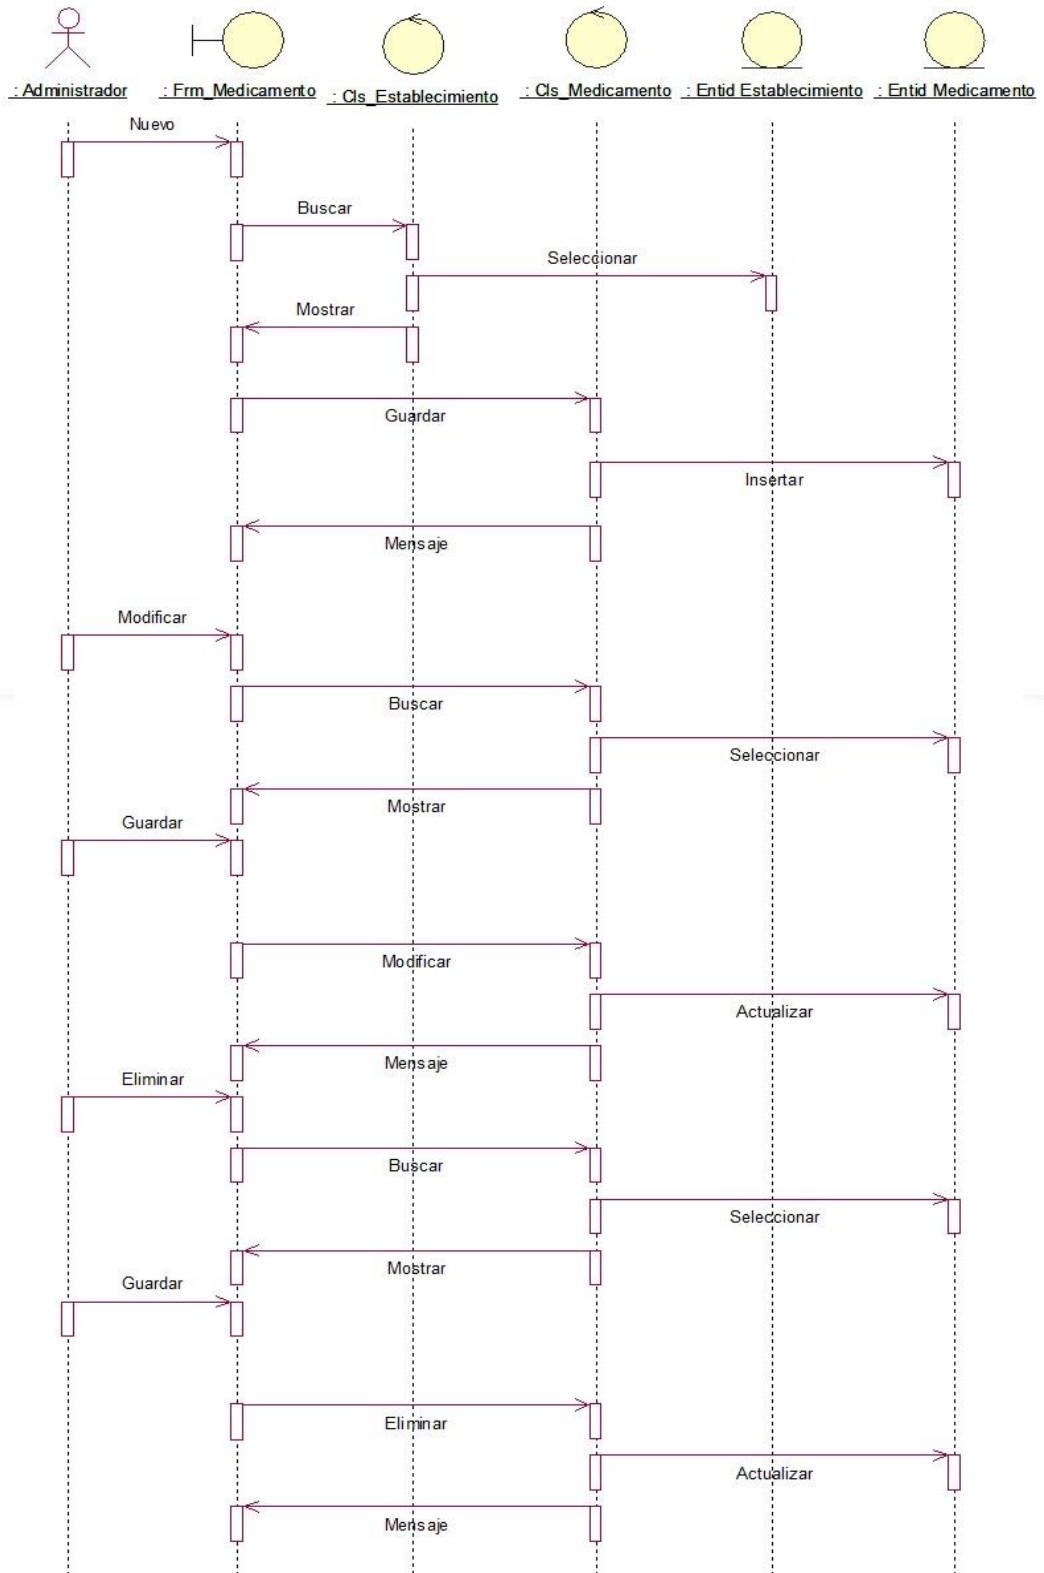 : Administrador
: Frm_Medicamento
: Cls_Establecimiento
: Cls_Medicamento
: Entid Establecimiento
: Entid Medicamento
Nuevo
Buscar
Seleccionar
Mostrar
Guardar
Insertar
Mensaje
Modificar
Buscar
Seleccionar
Mostrar
Guardar
Modificar
Actualizar
Mensaje
Eliminar
Buscar
Seleccionar
Mostrar
Guardar
Eliminar
Actualizar
Mensaje